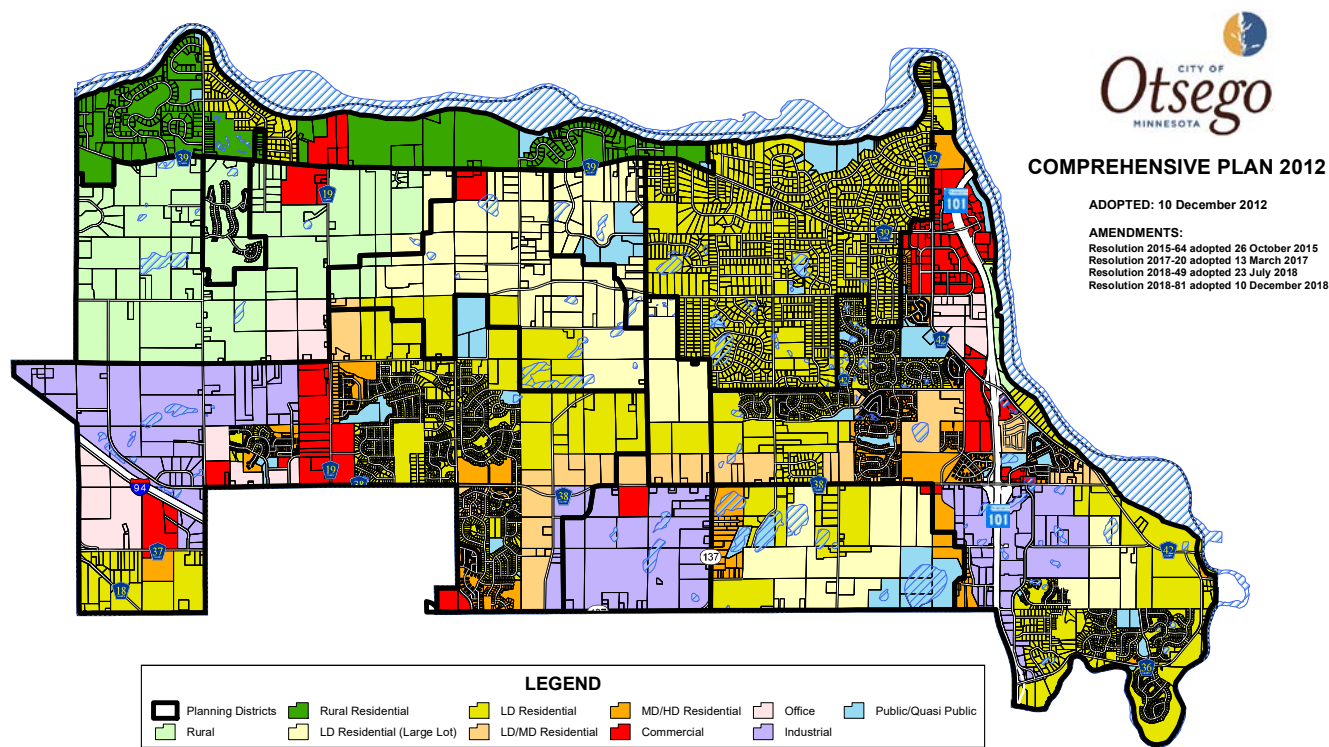 CITY OF
Otsego
MINNESOTA
COMPREHENSIVE PLAN 2012
ADOPTED: 10 December 2012
AMENDMENTS:
Resolution 2015-64 adopted 26 October 2015
Resolution 2017-20 adopted 13 March 2017
Resolution 2018-49 adopted 23 July 2018
Resolution 2018-81 adopted 10 December 2018
39
39
42
19
101
39
42
19
38
94
38
38
101
137
37
42
18
36
LEGEND
Planning Districts
Rural Residential
LD Residential
MD/HD Residential
Office
Public/Quasi Public
Rural
LD Residential (Large Lot)
LD/MD Residential
Commercial
Industrial